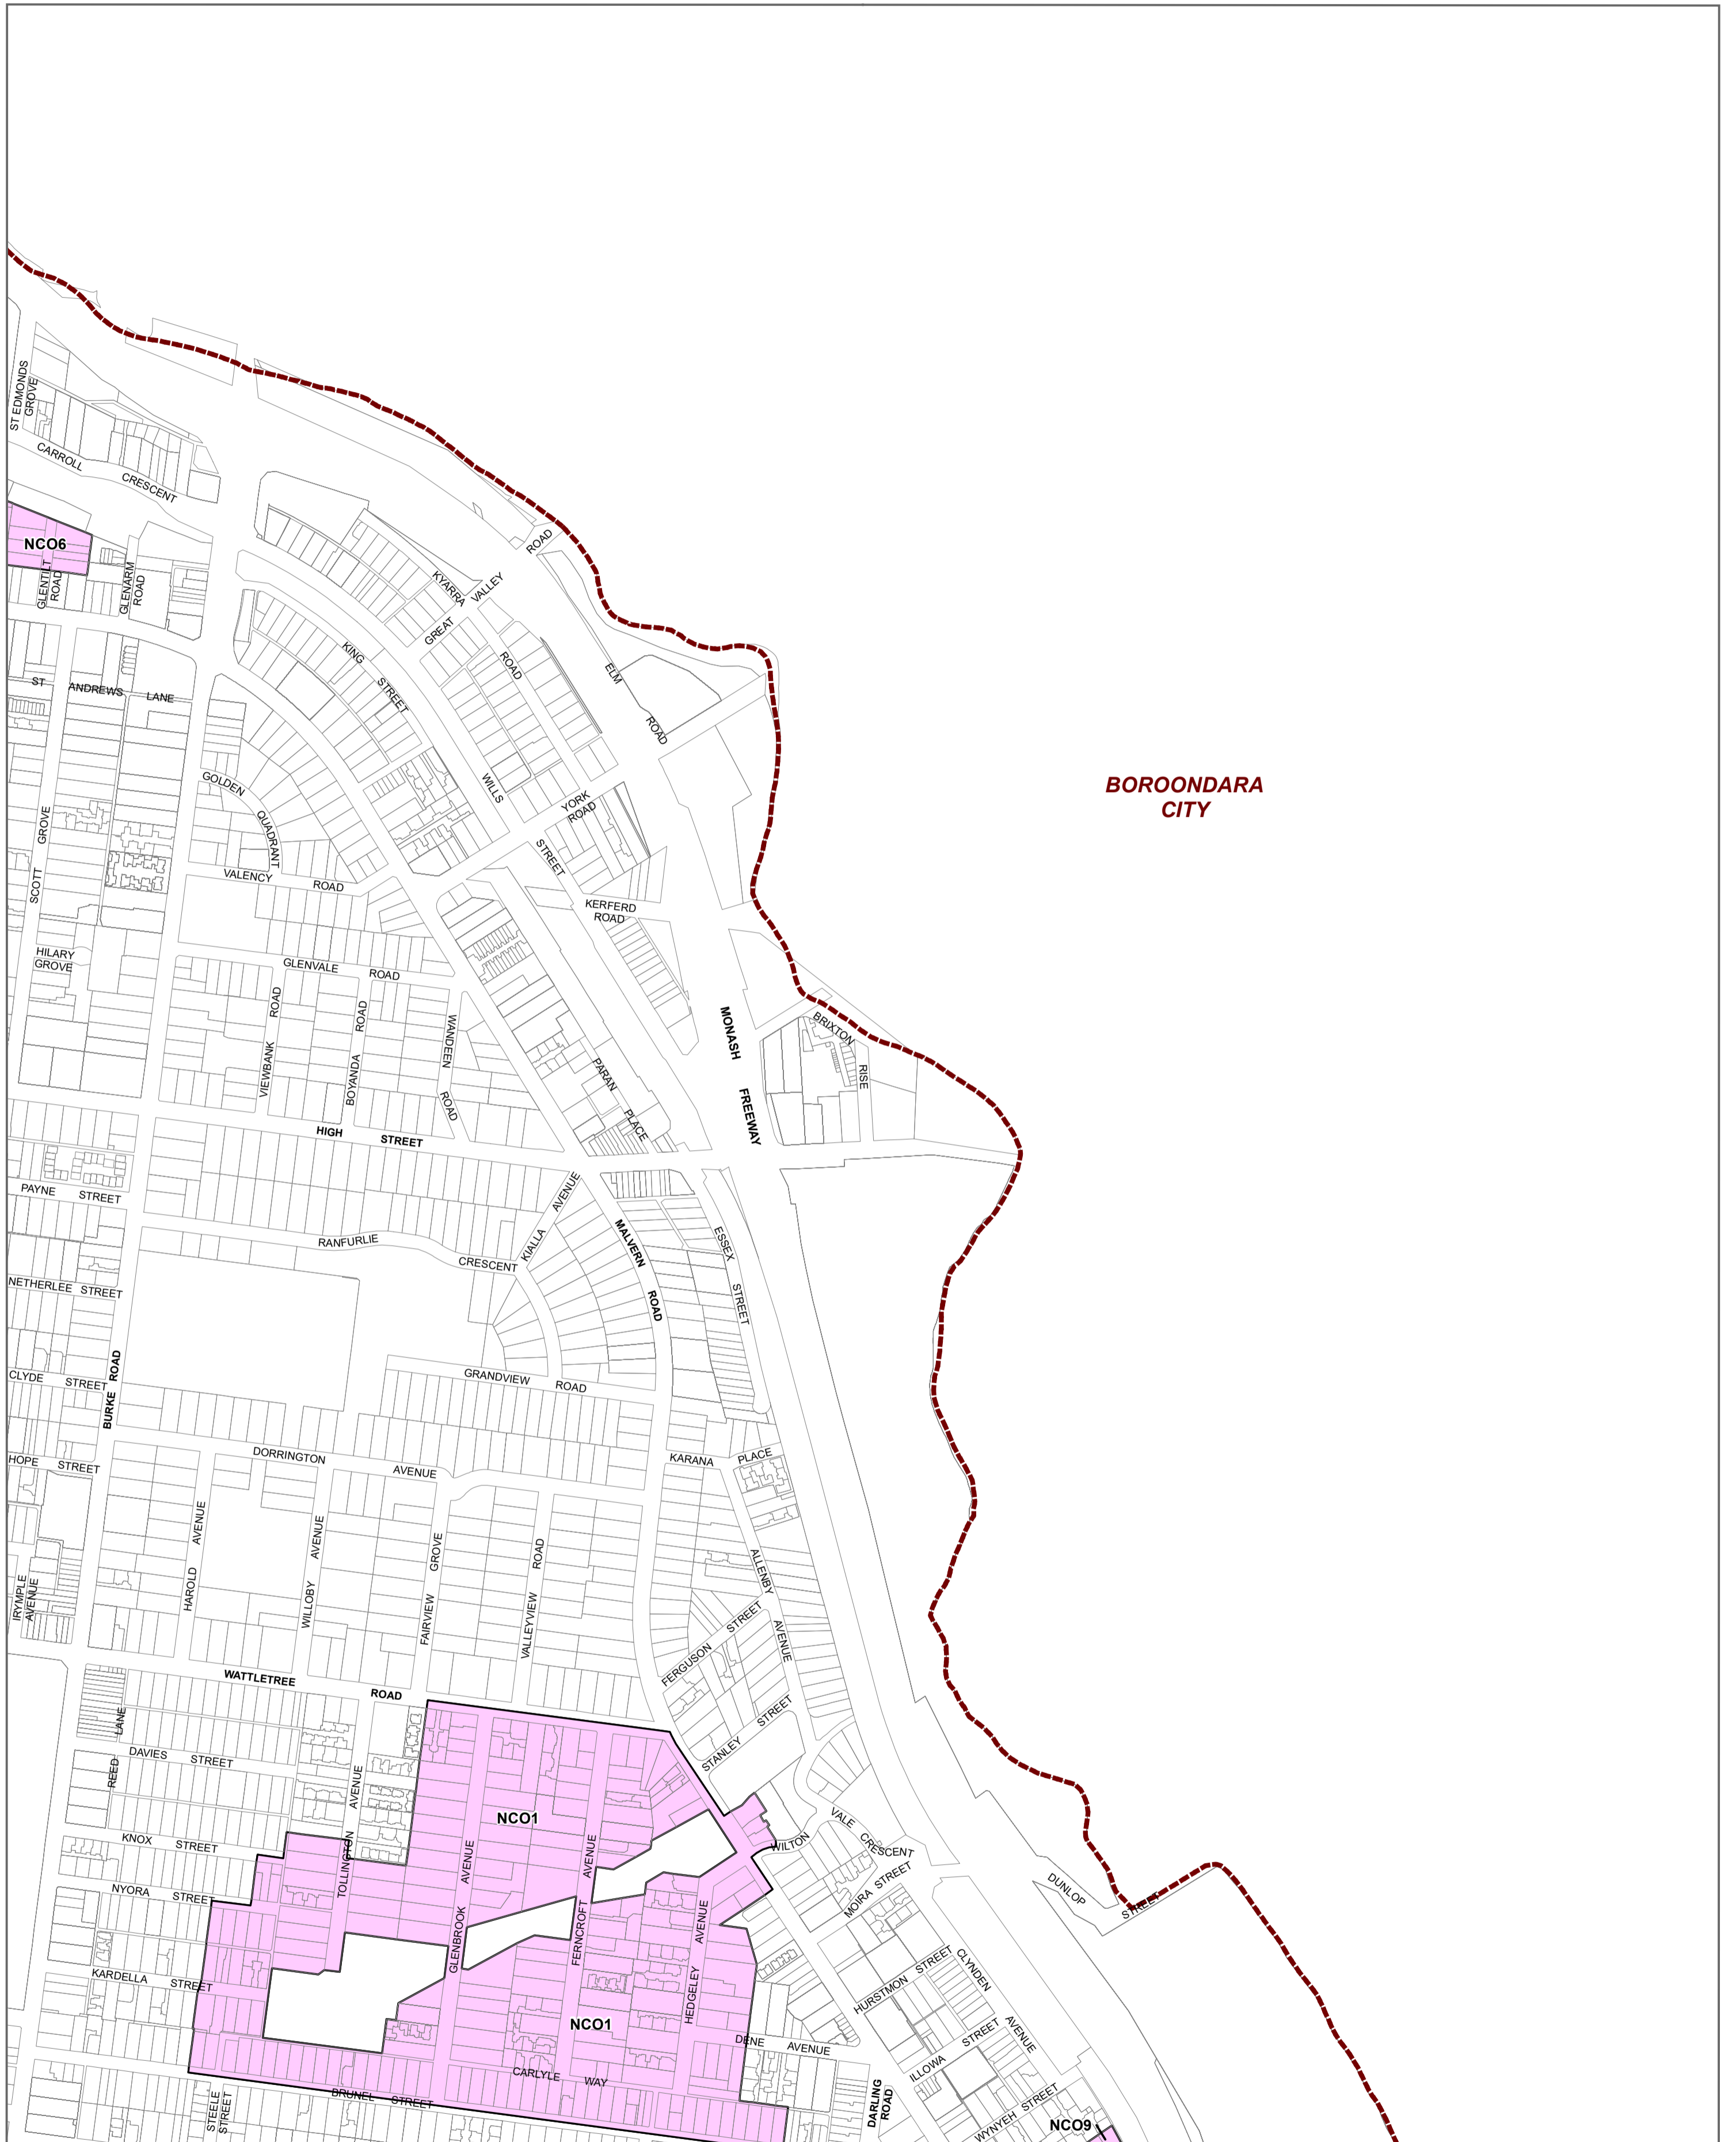 BOROONDARA
CITY
ST EDMONDS
GROVE
CARROLL
CRESCENT
NCO6
GLENTILT
ROAD
GLENARM
ROAD
ROAD
VALLEY
GREAT
KYARRA
ROAD
KING
STREET
ELM
ROAD
ST
ANDREWS
LANE
GOLDEN
QUADRANT
WILLS
STREET
YORK
ROAD
SCOTT
GROVE
VALENCY
ROAD
KERFERD
ROAD
HILARY
GROVE
GLENVALE
ROAD
VIEWBANK
ROAD
BOYANDA
ROAD
WANDEEN
ROAD
MONASH
FREEWAY
BRIXTON
RISE
PARAN
PLACE
HIGH
STREET
PAYNE
STREET
RANFURLIE
CRESCENT
KIALLA
AVENUE
MALVERN
ROAD
ESSEX
STREET
NETHERLEE
STREET
CLYDE
STREET
BURKE
ROAD
GRANDVIEW
ROAD
HOPE
STREET
DORRINGTON
AVENUE
KARANA
PLACE
HAROLD
AVENUE
WILLOBY
AVENUE
FAIRVIEW
GROVE
VALLEYVIEW
ROAD
ALLENBY
AVENUE
IRYMPLE
AVENUE
FERGUSON
STREET
STANLEY
STREET
WATTLETREE
ROAD
REED
LANE
DAVIES
STREET
TOLLINGTON
AVENUE
NCO1
KNOX
STREET
GLENBROOK
AVENUE
FERNCROFT
AVENUE
WILTON
VALE
CRESCENT
MOIRA
STREET
NYORA
STREET
DUNLOP
STREET
HEDGELEY
AVENUE
KARDELLA
STREET
NCO1
HURSTMON
STREET
CLYNDEN
AVENUE
DENE
AVENUE
ILLOWA
STREET
CARLYLE
WAY
BRUNEL
STREET
STEELE
STREET
DARLING
ROAD
WYNYEH
STREET
NCO9